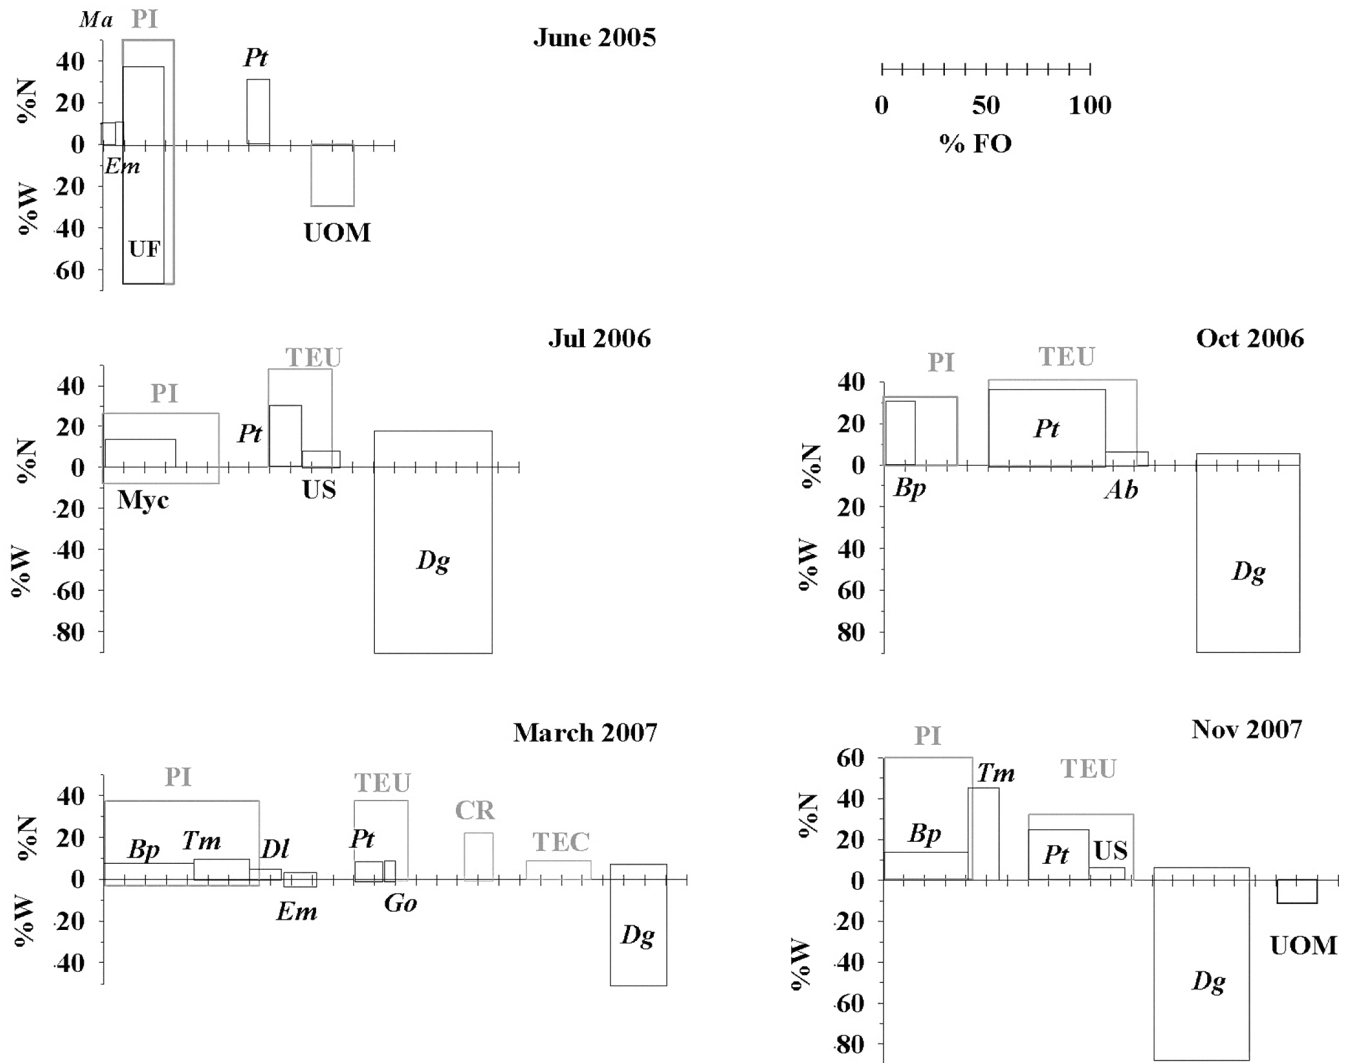 Ma PI
June 2005
Pt
40
20
0
%N
Em
20
40
60
%W
UF
UOM
0 50 100
% FO
Jul 2006
TEU
PI
40
20
0
%N
Pt
Myc
US
20
40
60
80
%W
Dg
Oct 2006
PI
TEU
40
20
0
%N
Pt
Bp
Ab
20
40
60
80
%W
Dg
March 2007
PI
TEU
CR
TEC
40
20
0
%N
Bp Tm Dl
Pt
Em
Go
20
40
%W
Dg
Nov 2007
PI
Tm
TEU
60
40
20
0
%N
Bp
Pt
US
20
40
60
80
%W
Dg
UOM